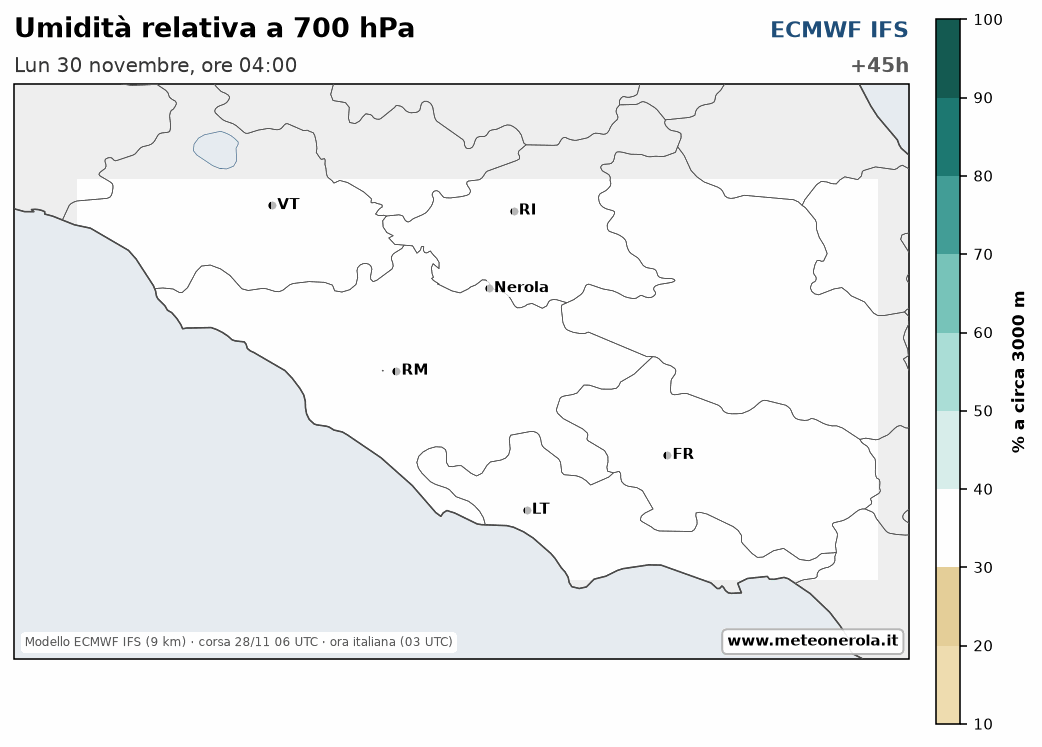 Umidità relativa a 700 hPa
ECMWF IFS
Lun 30 novembre, ore 04:00
+45h
100
90
80
70
60
50
40
30
20
10
% a circa 3000 m
VT
RI
Nerola
RM
FR
LT
Modello ECMWF IFS (9 km) · corsa 28/11 06 UTC · ora italiana (03 UTC)
www.meteonerola.it